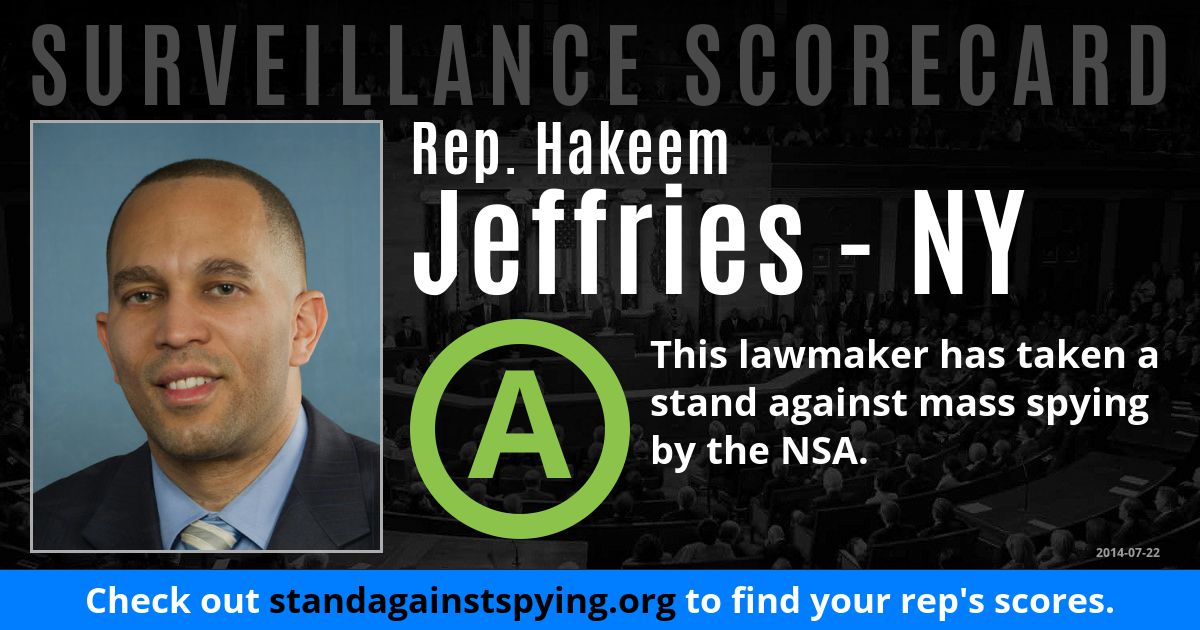 SURVEILLANCE SCORECARD
Rep. Hakeem
Jeffries - NY
A
This lawmaker has taken a
stand against mass spying
by the NSA.
2014-07-22
Check out standagainstspying.org to find your rep's scores.